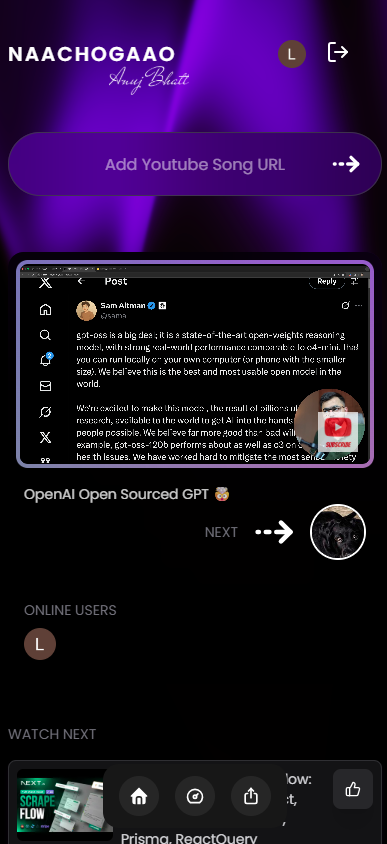 NAACHOGAAO
Anuj Bhatt
L
Add Youtube Song URL
Post
Reply
Sam Altman
@sama
gpt-oss is a big deal; it is a state-of-the-art open-weights reasoning
model, with strong real-world performance comparable to o4-mini, that
you can run locally on your own computer (or phone with the smaller
size). We believe this is the best and most usable open model in the
world.
We're excited to make this model, the result of billions of
research, available to the world to get AI into the hands
people possible. We believe far more good than bad will
example, gpt-oss-120b performs about as well as o3 on
health issues. We have worked hard to mitigate the most
SUBSCRIBE
OpenAI Open Sourced GPT 🤯
NEXT
ONLINE USERS
L
WATCH NEXT
NEXT
SCRAPE
FLOW
low:
t,
,
Prisma, ReactQuery